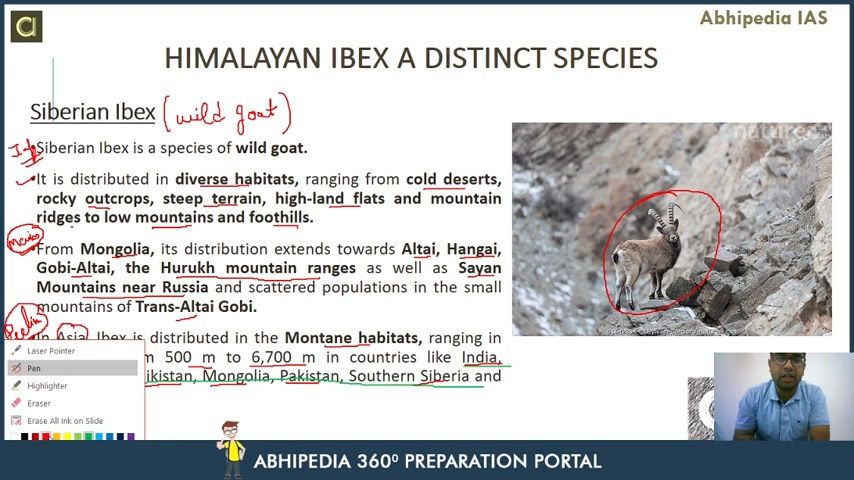 Abhipedia IAS
HIMALAYAN IBEX A DISTINCT SPECIES
Siberian Ibex (wild goat)
Siberian Ibex is a species of wild goat.
It is distributed in diverse habitats, ranging from cold deserts,
rocky outcrops, steep terrain, high-land flats and mountain
ridges to low mountains and foothills.
From Mongolia, its distribution extends towards Altai, Hangai,
Gobi-Altai, the Hurukh mountain ranges as well as Sayan
Mountains near Russia and scattered populations in the small
mountains of Trans-Altai Gobi.
In Asia, Ibex is distributed in the Montane habitats, ranging in
m 500 m to 6,700 m in countries like India,
jikistan, Mongolia, Pakistan, Southern Siberia and
Laser Pointer
Pen
Highlighter
Eraser
Erase All Ink on Slide
ABHIPEDIA 360⁰ PREPARATION PORTAL